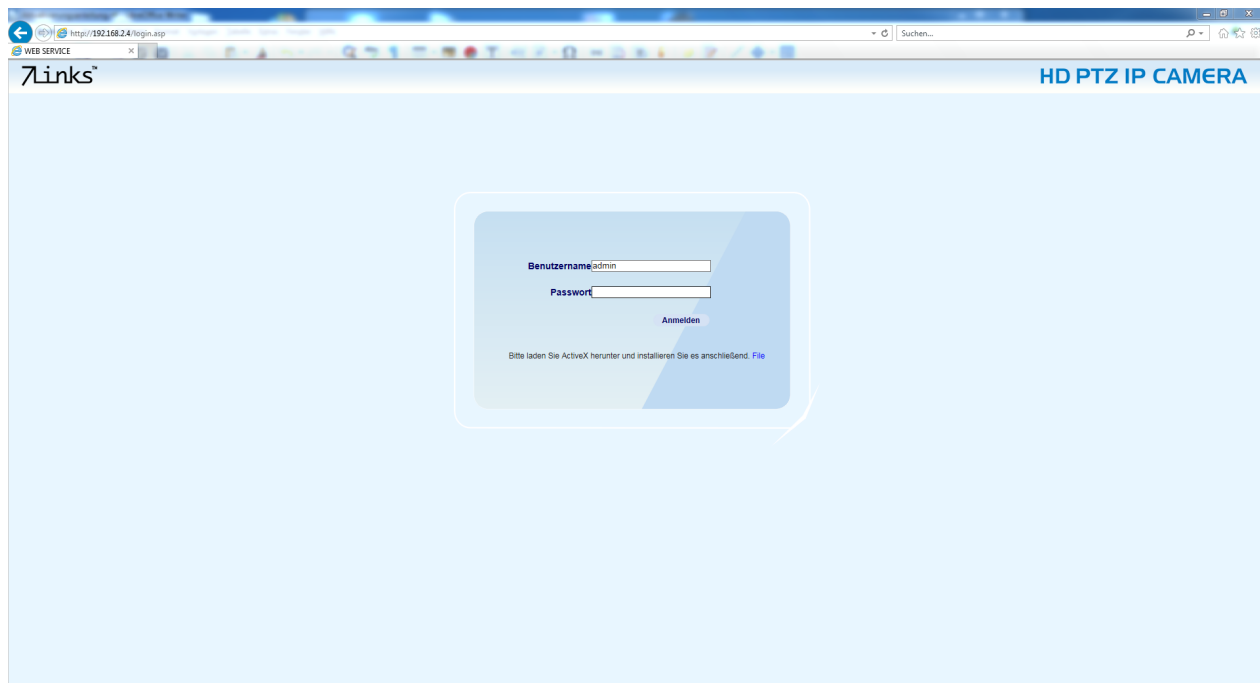 http://192.168.2.4/login.asp
Suchen...
WEB SERVICE
7Links™
HD PTZ IP CAMERA
Benutzername admin
Passwort
Anmelden
Bitte laden Sie ActiveX herunter und installieren Sie es anschließend. File